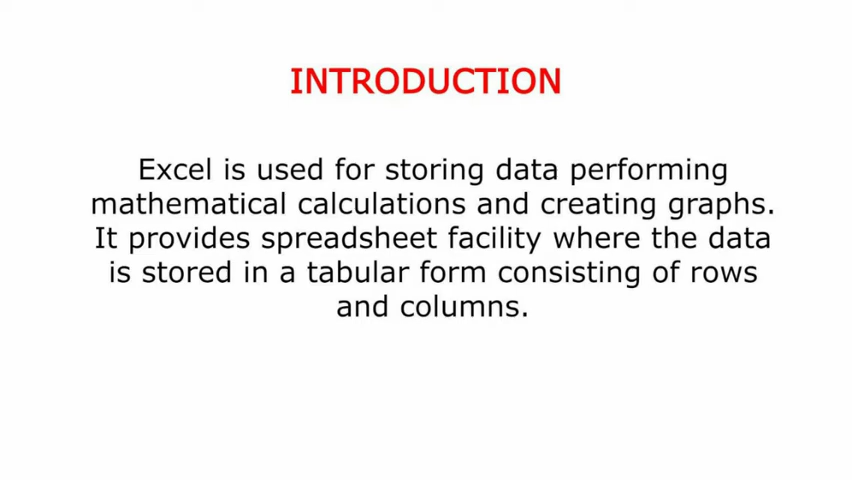 INTRODUCTION
Excel is used for storing data performing
mathematical calculations and creating graphs.
It provides spreadsheet facility where the data
is stored in a tabular form consisting of rows
and columns.